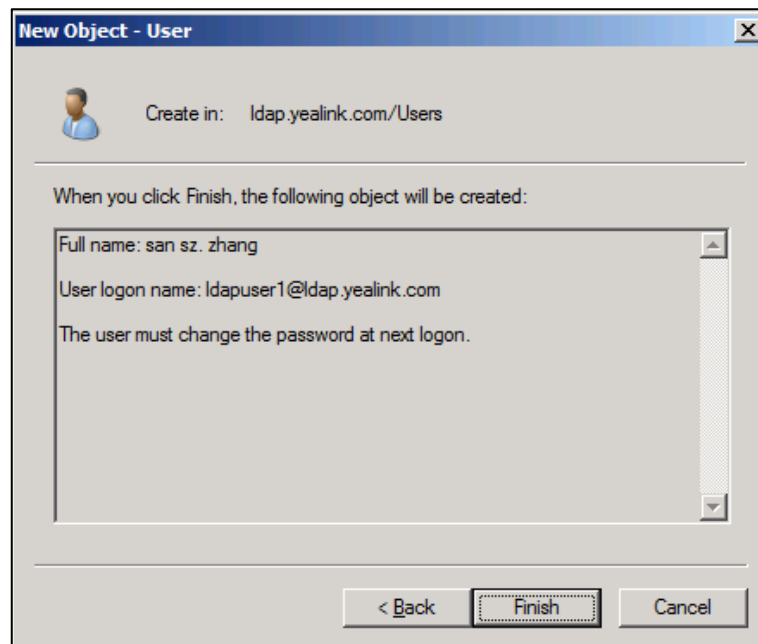 New Object - User
Create in: ldap.yealink.com/Users
When you click Finish, the following object will be created:
Full name: san sz. zhang
User logon name: ldapuser1@ldap.yealink.com
The user must change the password at next logon.
< Back Finish Cancel